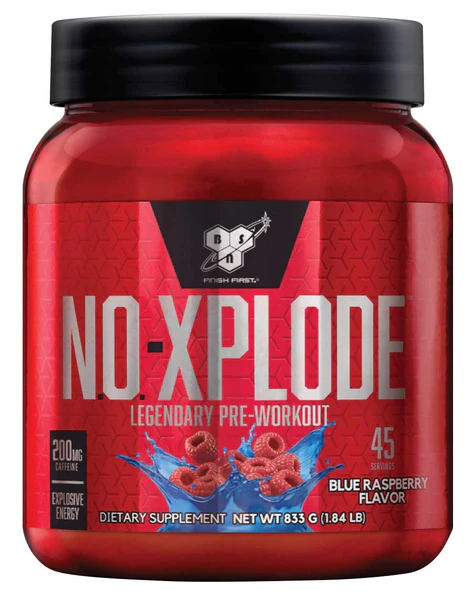 BSN
FINISH FIRST.®
N.O.-XPLODE™
LEGENDARY PRE-WORKOUT
200MG
CAFFEINE
EXPLOSIVE
ENERGY
45
SERVINGS
BLUE RASPBERRY
FLAVOR
DIETARY SUPPLEMENT NET WT 833 G (1.84 LB)